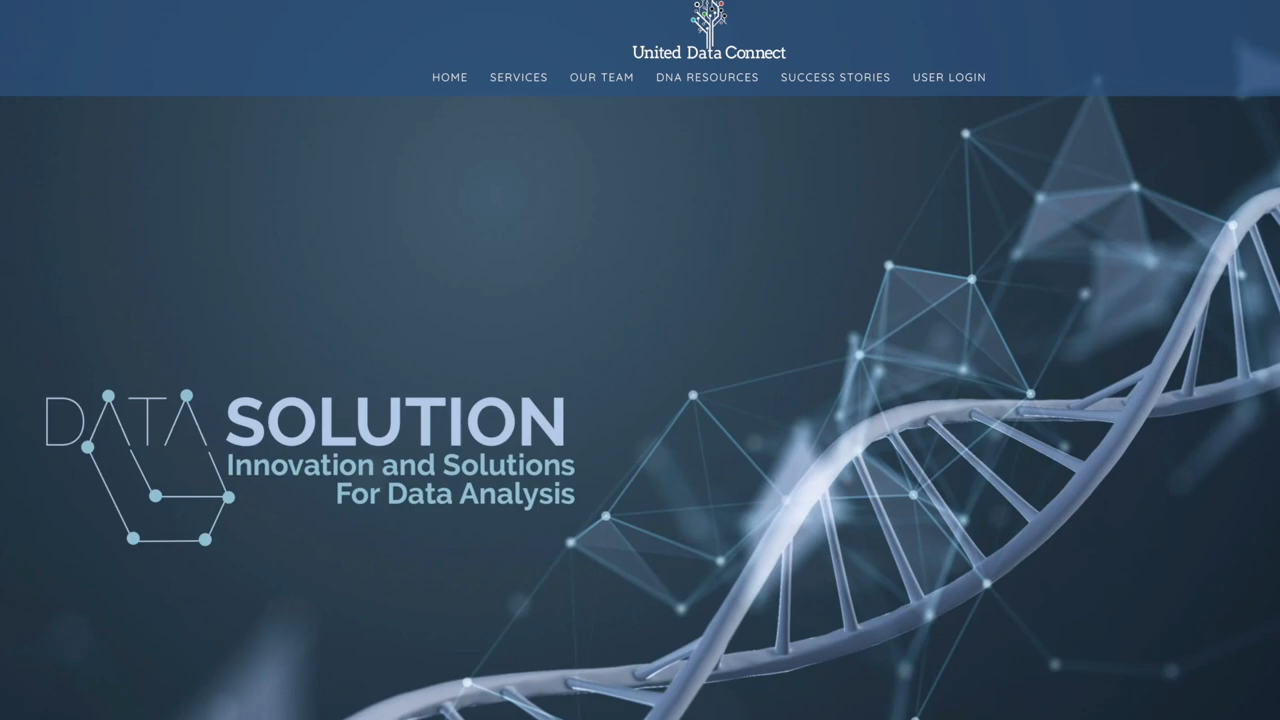 United Data Connect
HOME SERVICES OUR TEAM DNA RESOURCES SUCCESS STORIES USER LOGIN
DATA SOLUTION
Innovation and Solutions
For Data Analysis